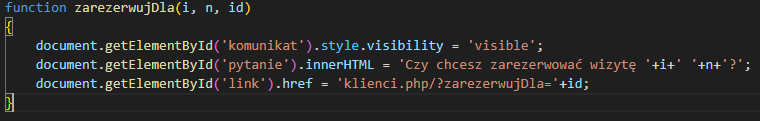 function zarezerwujDla(i, n, id)
{
document.getElementById('komunikat').style.visibility = 'visible';
document.getElementById('pytanie').innerHTML = 'Czy chcesz zarezerwować wizytę '+i+' '+n+'?';
document.getElementById('link').href = 'klienci.php/?zarezerwujDla='+id;
}